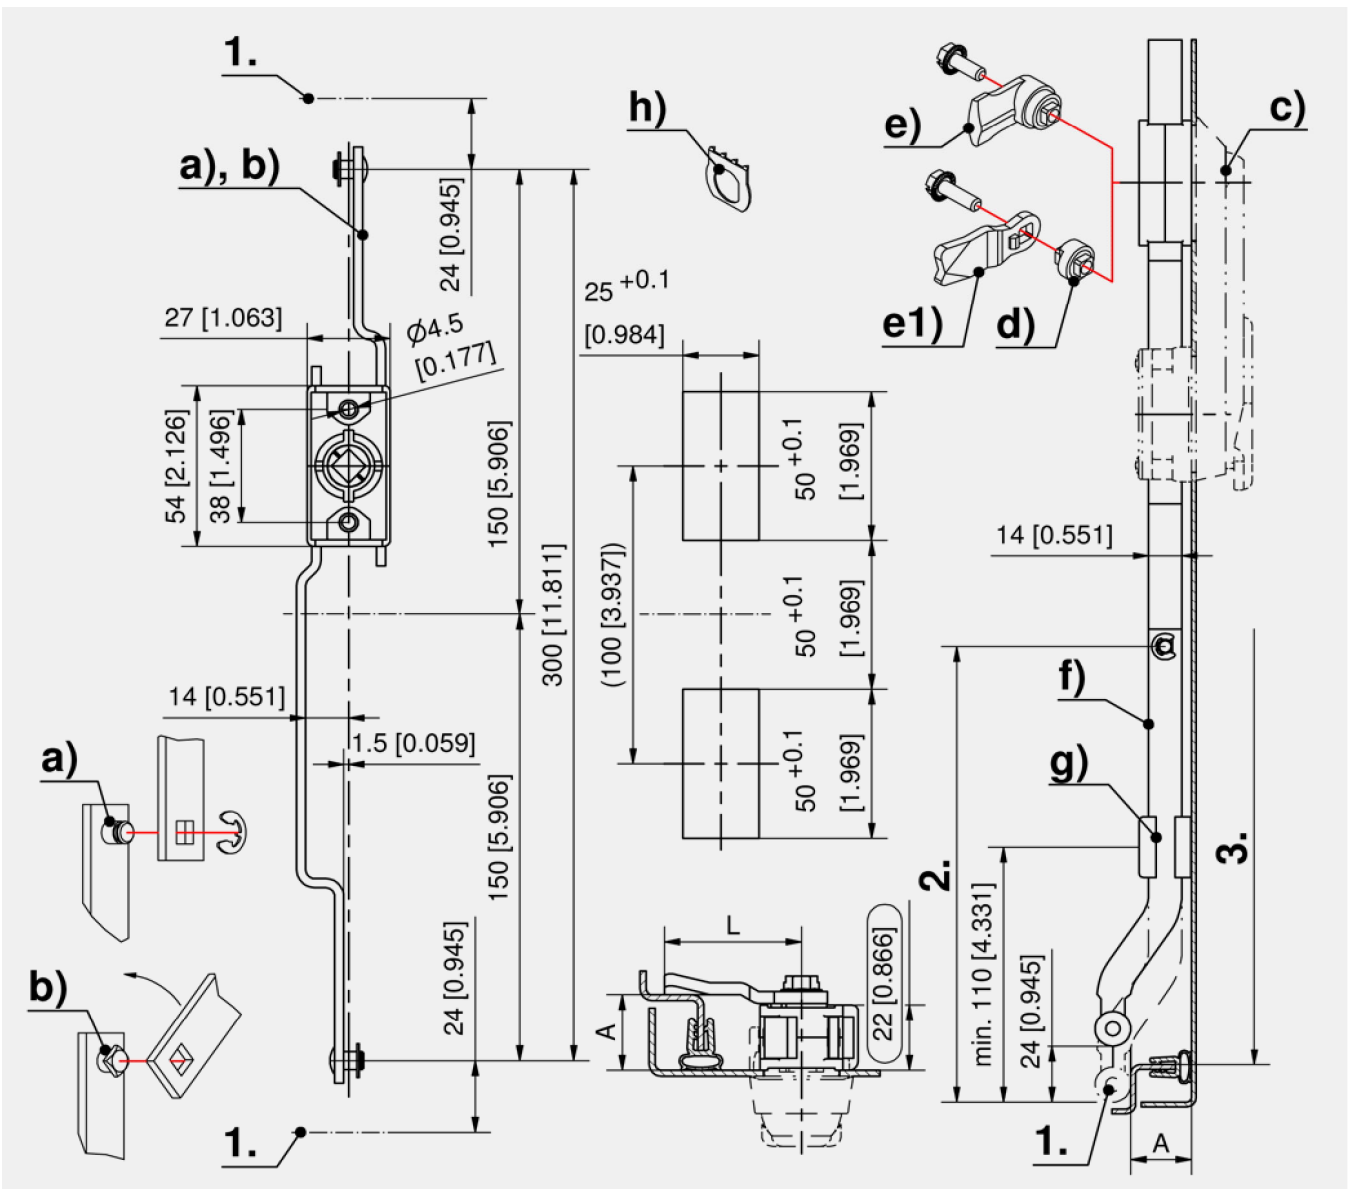 1.
a), b)
24 [0.945]
27 [1.063]
Ø4.5
[0.177]
54 [2.126]
38 [1.496]
150 [5.906]
300 [11.811]
14 [0.551]
1.5 [0.059]
150 [5.906]
24 [0.945]
a)
b)
1.
h)
25 +0.1
[0.984]
50 +0.1
[1.969]
(100 [3.937])
50 +0.1
[1.969]
50 +0.1
[1.969]
L
A
22 [0.866]
e)
c)
e1)
d)
14 [0.551]
f)
g)
2.
3.
min. 110 [4.331]
24 [0.945]
1.
A